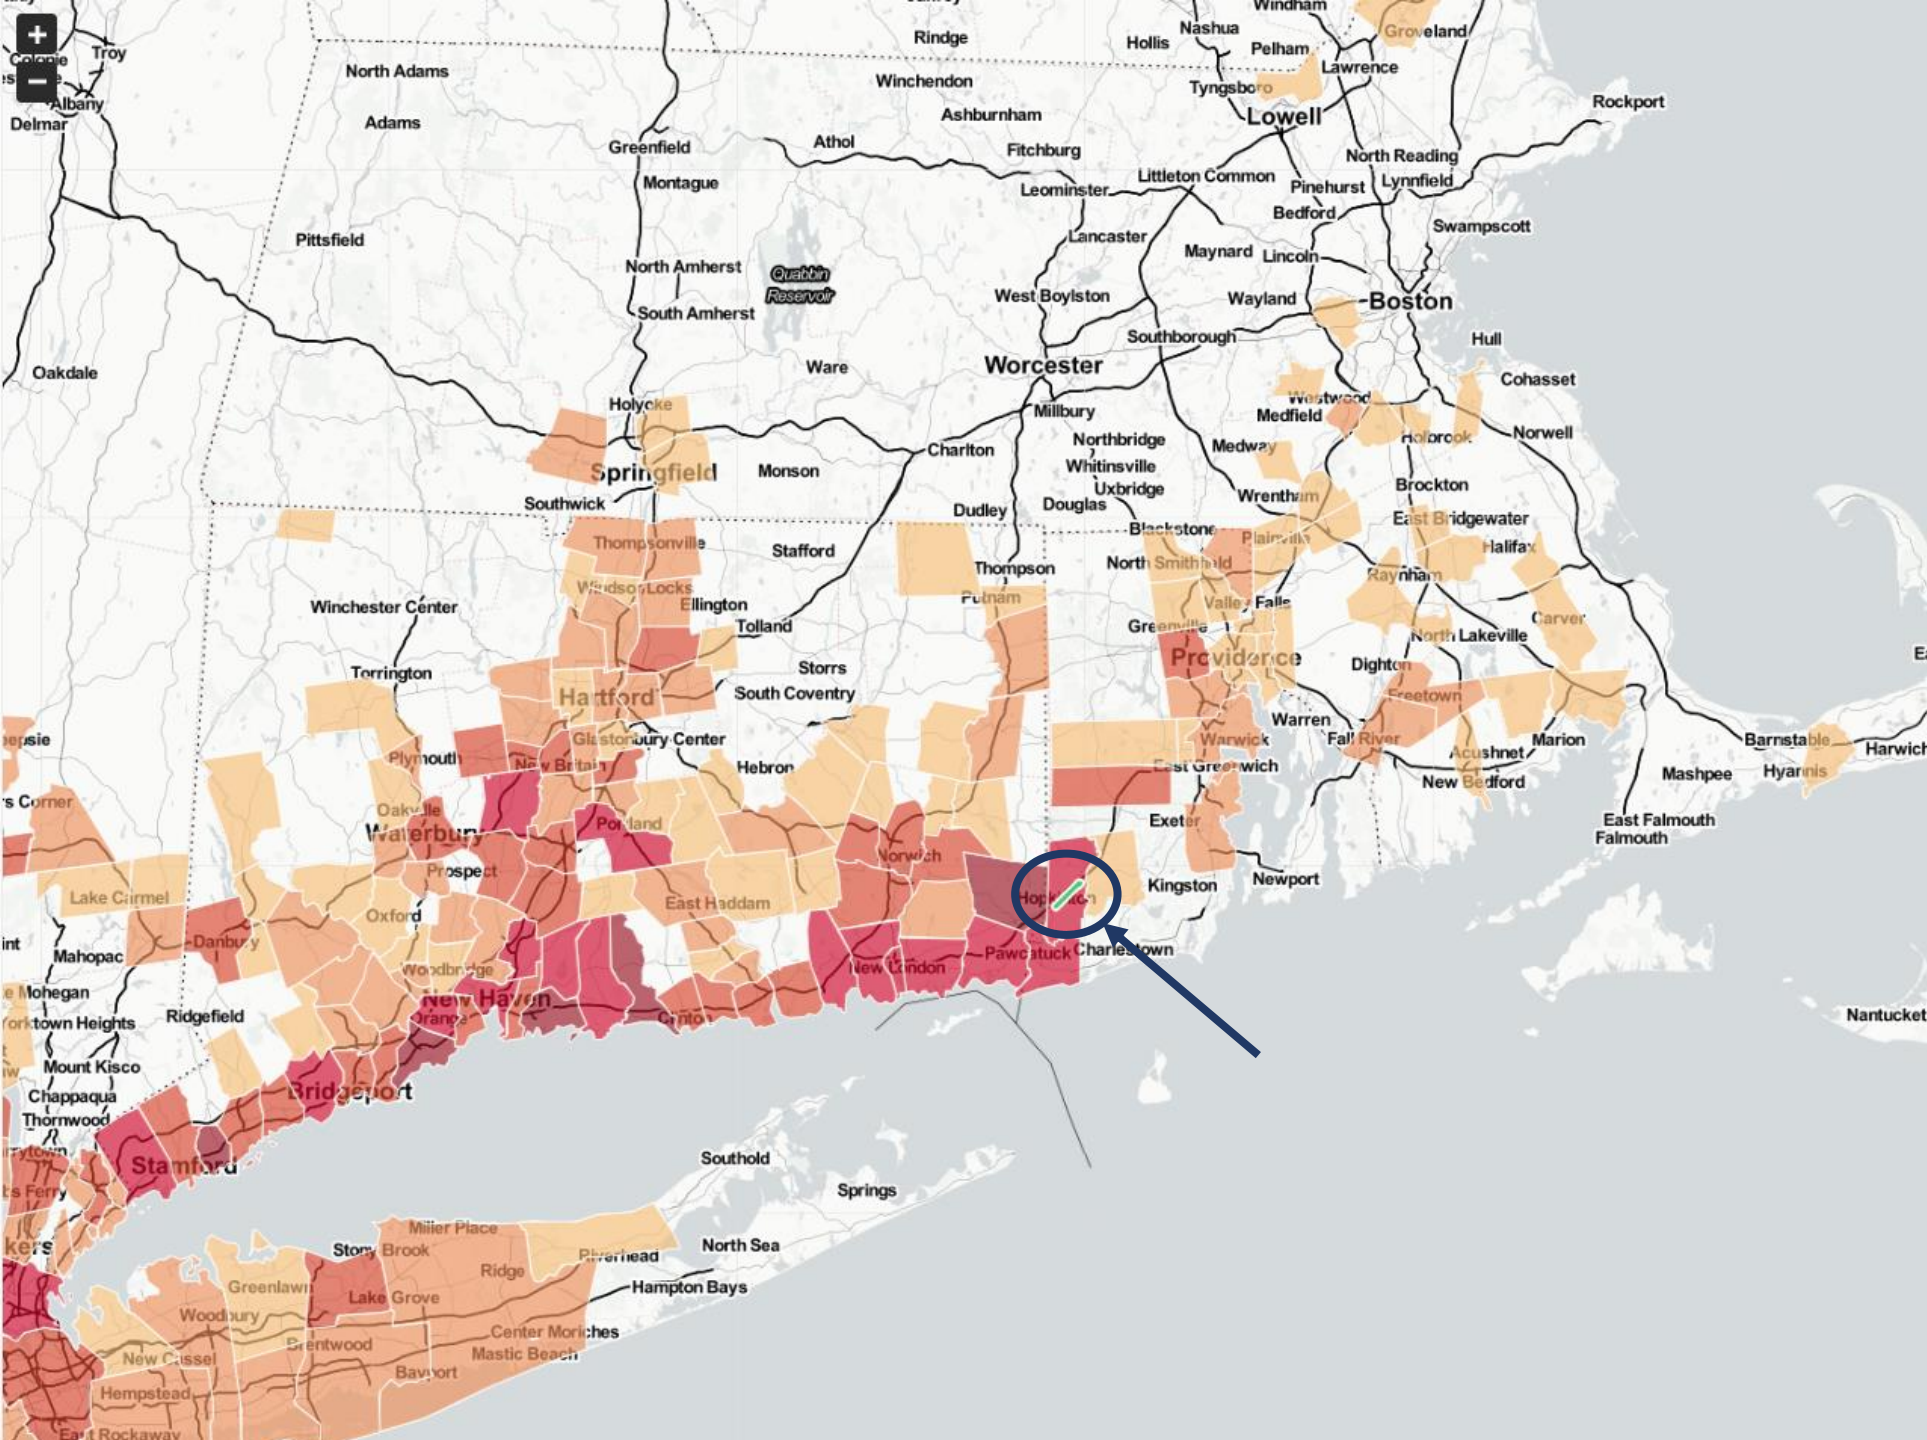 +
−
Troy
Colonie
Albany
Delmar
North Adams
Adams
Pittsfield
Oakdale
Greenfield
Montague
North Amherst
South Amherst
Quabbin
Reservoir
Athol
Rindge
Winchendon
Ashburnham
Fitchburg
Leominster
Lancaster
West Boylston
Worcester
Millbury
Ware
Windham
Nashua
Hollis
Pelham
Groveland
Lawrence
Tyngsboro
Lowell
Rockport
North Reading
Lynnfield
Littleton Common
Pinehurst
Bedford
Swampscott
Maynard
Lincoln
Wayland
Boston
Southborough
Hull
Cohasset
Westwood
Medfield
Medway
Holbrook
Norwell
Holyoke
Springfield
Southwick
Monson
Charlton
Northbridge
Whitinsville
Uxbridge
Douglas
Dudley
Blackstone
Wrentham
Brockton
East Bridgewater
Halifax
Plainville
Thompsonville
Windsor Locks
Ellington
Tolland
Stafford
Thompson
Putnam
North Smithfield
Valley Falls
Greenville
Providence
Raynham
Carver
North Lakeville
Dighton
Freetown
Winchester Center
Torrington
Storrs
South Coventry
Hartford
Glastonbury Center
Hebron
Plymouth
New Britain
Warren
Fall River
Acushnet
Marion
New Bedford
Warwick
East Greenwich
Barnstable
Harwich
Mashpee
Hyannis
East Falmouth
Falmouth
Oakville
Waterbury
Prospect
Portland
Norwich
Exeter
Hopkinton
Kingston
Newport
Lake Carmel
Oxford
East Haddam
Danbury
Mahopac
Woodbridge
New Haven
Orange
New London
Pawcatuck
Charlestown
Clinton
Ridgefield
Mount Kisco
Chappaqua
Thornwood
Bridgeport
Stamford
Nantucket
Southold
Springs
North Sea
Hampton Bays
Riverhead
Miller Place
Stony Brook
Ridge
Greenlawn
Lake Grove
Woodbury
Brentwood
Center Moriches
Mastic Beach
New Cassel
Bayport
Hempstead
East Rockaway